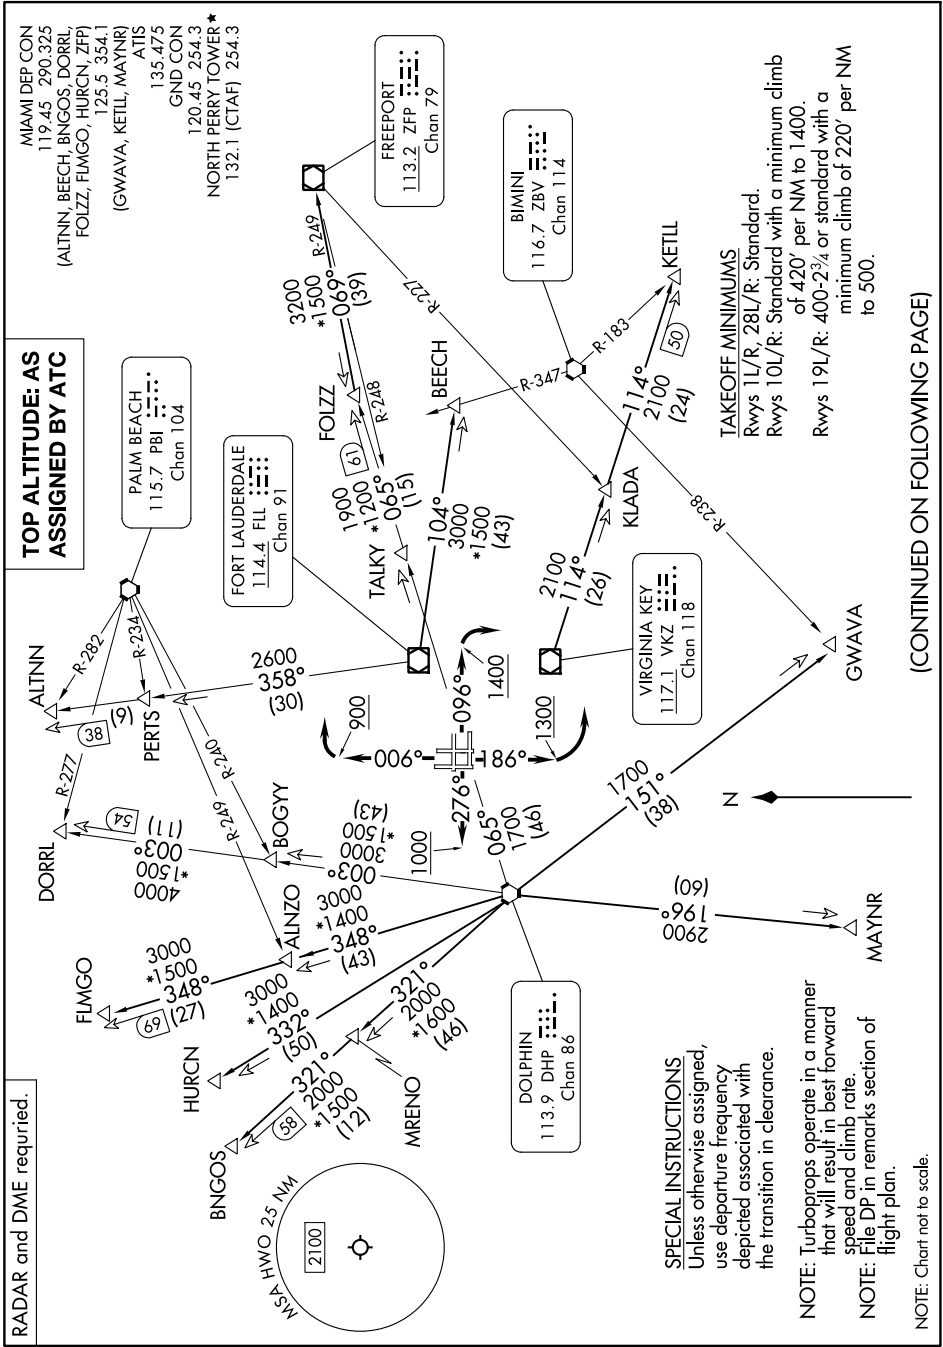 RADAR and DME requried.
TOP ALTITUDE: AS
ASSIGNED BY ATC
MIAMI DEP CON
119.45 290.325
(ALTNN, BEECH, BNGOS, DORRL,
FOLZZ, FLMGO, HURCN, ZFP)
125.5 354.1
(GWAVA, KETLL, MAYNR)
ATIS
135.475
GND CON
120.45 254.3
NORTH PERRY TOWER★
132.1 (CTAF) 254.3
PALM BEACH
115.7 PBI
Chan 104
FORT LAUDERDALE
114.4 FLL
Chan 91
FREEPORT
113.2 ZFP
Chan 79
BIMINI
116.7 ZBV
Chan 114
VIRGINIA KEY
117.1 VKZ
Chan 118
DOLPHIN
113.9 DHP
Chan 86
FLMGO
69
3000
*1500
348°
(27)
ALNZO
3000
*1400
348°
(43)
HURCN
3000
*1400
332°
(50)
BNGOS
58
321°
2000
*1500
(12)
MRENO
321°
2000
*1600
(46)
DORRL
54
4000
*1500
003°
(11)
BOGYY
3000
*1500
003°
(43)
R-277
R-249
R-240
R-282
R-234
ALTNN
38
(9)
PERTS
2600
358°
(30)
TALKY
1900
*1200
065°
(15)
61
FOLZZ
R-248
R-249
3200
*1500
069°
(39)
R-227
BEECH
104°
3000
*1500
(43)
R-347
R-183
R-238
KETLL
50
114°
2100
(24)
KLADA
2100
114°
(26)
900
006°
096°
1400
186°
1300
276°
1000
065°
1700
(46)
1700
151°
(38)
GWAVA
2900
196°
(60)
MAYNR
N
MSA HWO 25 NM
2100
TAKEOFF MINIMUMS
Rwys 1L/R, 28L/R: Standard.
Rwys 10L/R: Standard with a minimum climb
of 420' per NM to 1400.
Rwys 19L/R: 400-2¾ or standard with a
minimum climb of 220' per NM
to 500.
SPECIAL INSTRUCTIONS
Unless otherwise assigned,
use departure frequency
depicted associated with
the transition in clearance.
NOTE: Turboprops operate in a manner
that will result in best forward
speed and climb rate.
NOTE: File DP in remarks section of
flight plan.
NOTE: Chart not to scale.
(CONTINUED ON FOLLOWING PAGE)